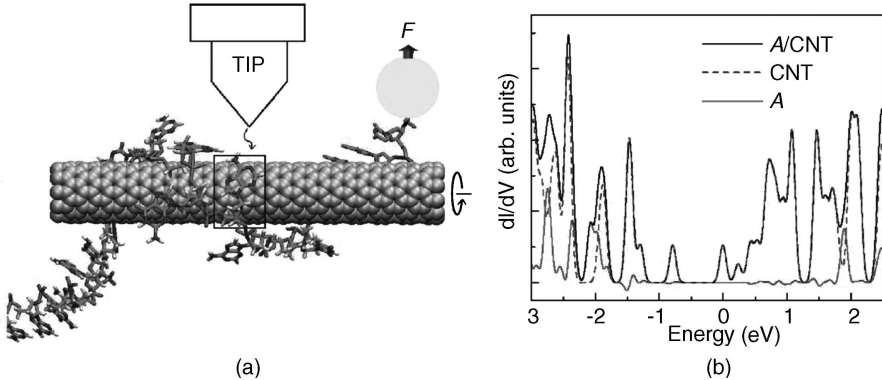 F
TIP
(a)
dI/dV (arb. units)
A/CNT
CNT
A
3
-2
-1
0
1
2
Energy (eV)
(b)